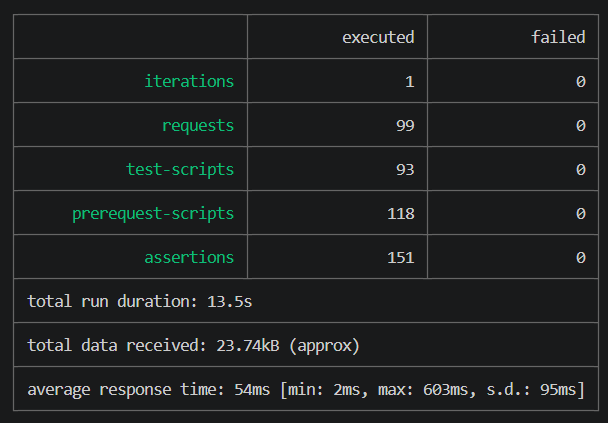 executed failed
iterations 1 0
requests 99 0
test-scripts 93 0
prerequest-scripts 118 0
assertions 151 0
total run duration: 13.5s
total data received: 23.74kB (approx)
average response time: 54ms [min: 2ms, max: 603ms, s.d.: 95ms]